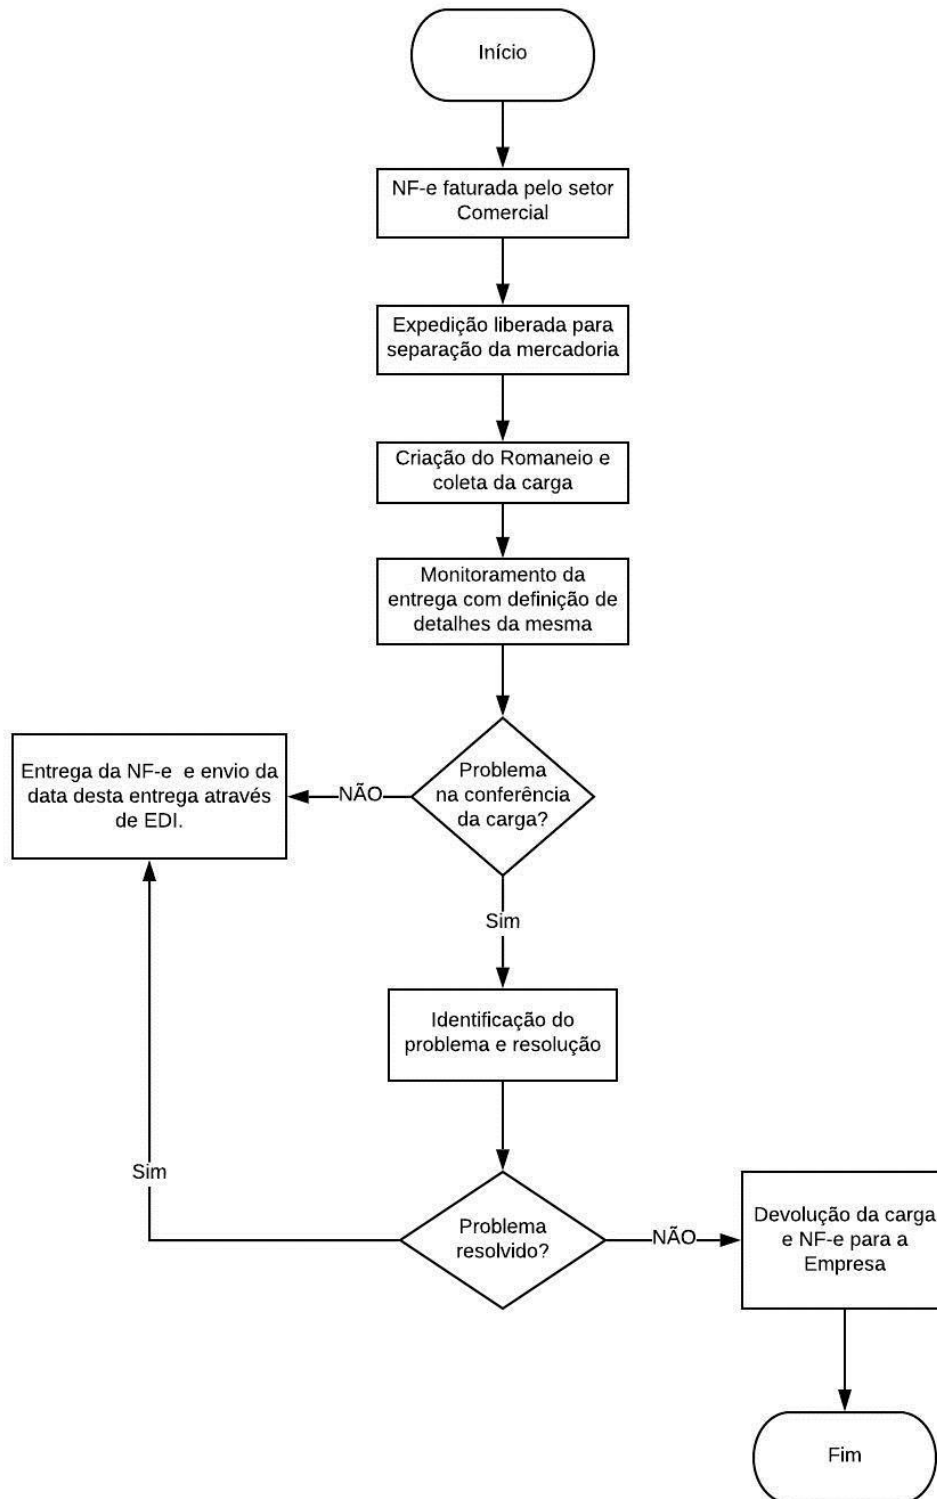 Início
NF-e faturada pelo setor
Comercial
Expedição liberada para
separação da mercadoria
Criação do Romaneio e
coleta da carga
Monitoramento da
entrega com definição de
detalhes da mesma
Problema
na conferência
da carga?
NÃO
Entrega da NF-e e envio da
data desta entrega através
de EDI.
Sim
Identificação do
problema e resolução
Problema
resolvido?
Sim
NÃO
Devolução da carga
e NF-e para a
Empresa
Fim